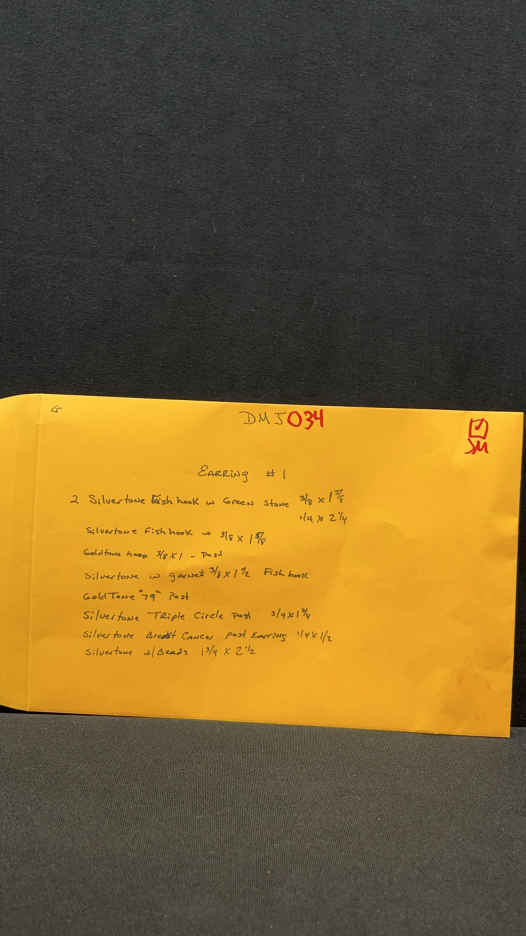 DMJ034
SM
EARRING #1
2 Silvertone Fish hook w Green Stone 3/8 x 1 5/8
1/4 x 2 1/4
Silvertone Fish hook w 3/8 x 1 5/8
Goldtone hoop 3/8 x 1 - Post
Silvertone w garnet 3/8 x 1 1/2 Fish hook
GoldTone "79" Post
Silvertone TRiple Circle Post 3/4 x 1 3/4
Silvertone Breast Cancer post Earring 1/4 x 1/2
Silvertone w/Beads 1 3/4 x 2 1/2